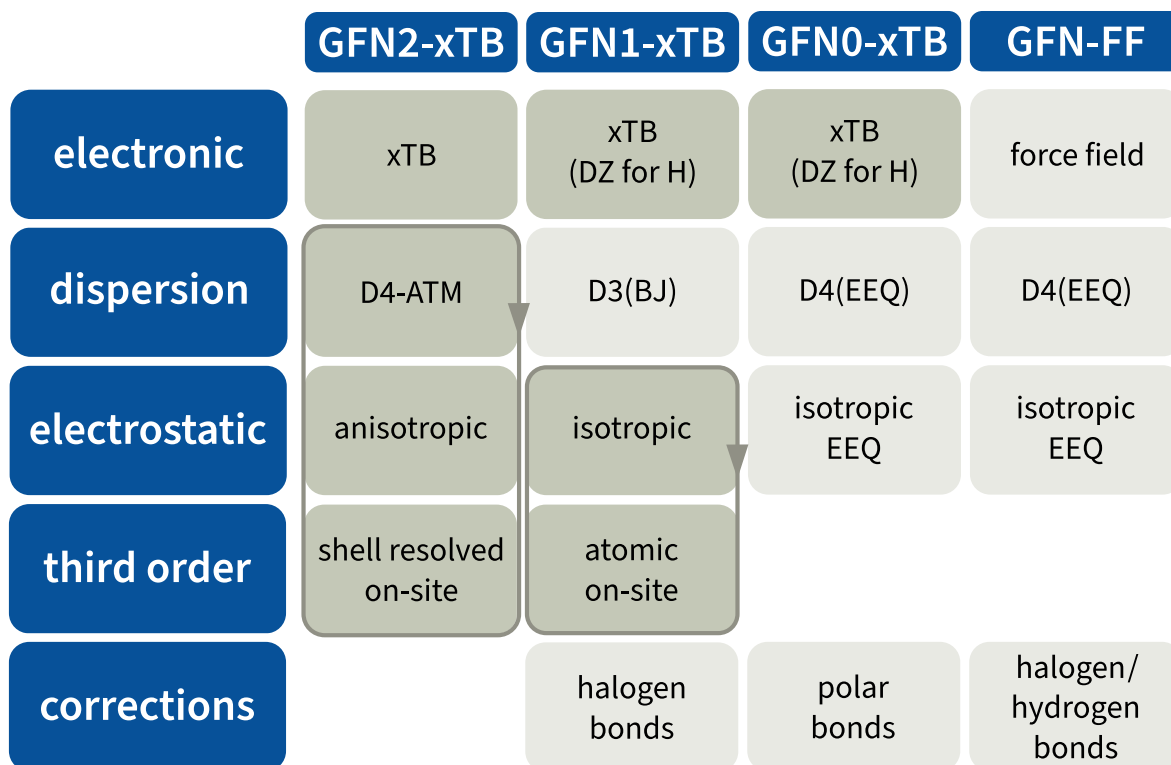 GFN2-xTB GFN1-xTB GFN0-xTB GFN-FF
electronic
xTB
xTB
(DZ for H)
xTB
(DZ for H)
force field
dispersion
D4-ATM
D3(BJ)
D4(EEQ)
D4(EEQ)
electrostatic
anisotropic
isotropic
isotropic
EEQ
isotropic
EEQ
third order
shell resolved
on-site
atomic
on-site
corrections
halogen
bonds
polar
bonds
halogen/
hydrogen
bonds